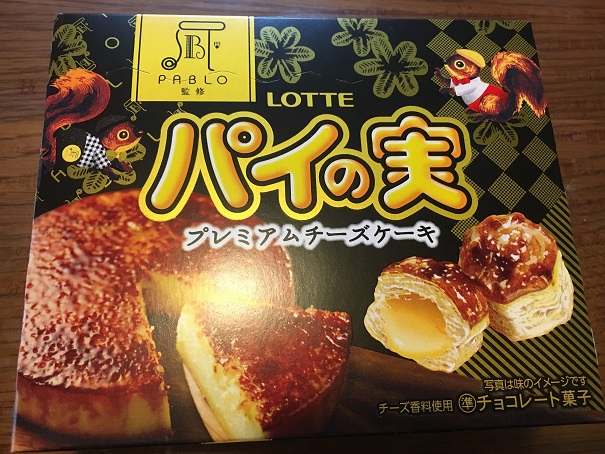 PABLO
監修
LOTTE
パイの実
プレミアムチーズケーキ
写真は味のイメージです
チーズ香料使用 ㊜チョコレート菓子